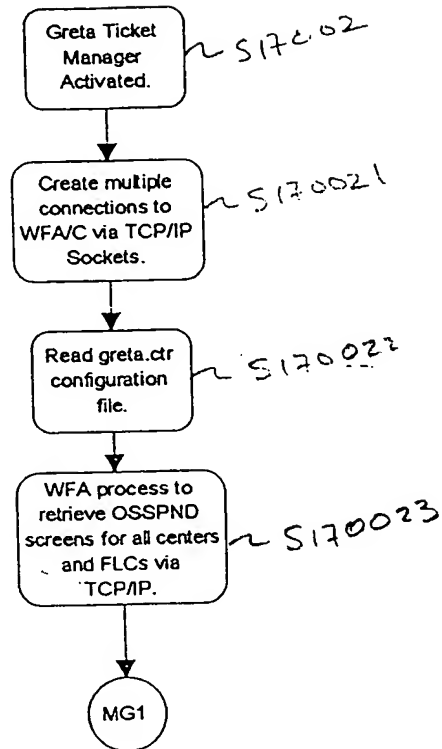 Greta Ticket
Manager
Activated.
Create multiple
connections to
WFA/C via TCP/IP
Sockets.
S170021
Read greta.ctr
configuration
file.
S170022
WFA process to
retrieve OSSPND
screens for all centers
and FLCs via
TCP/IP.
S170023
MG1